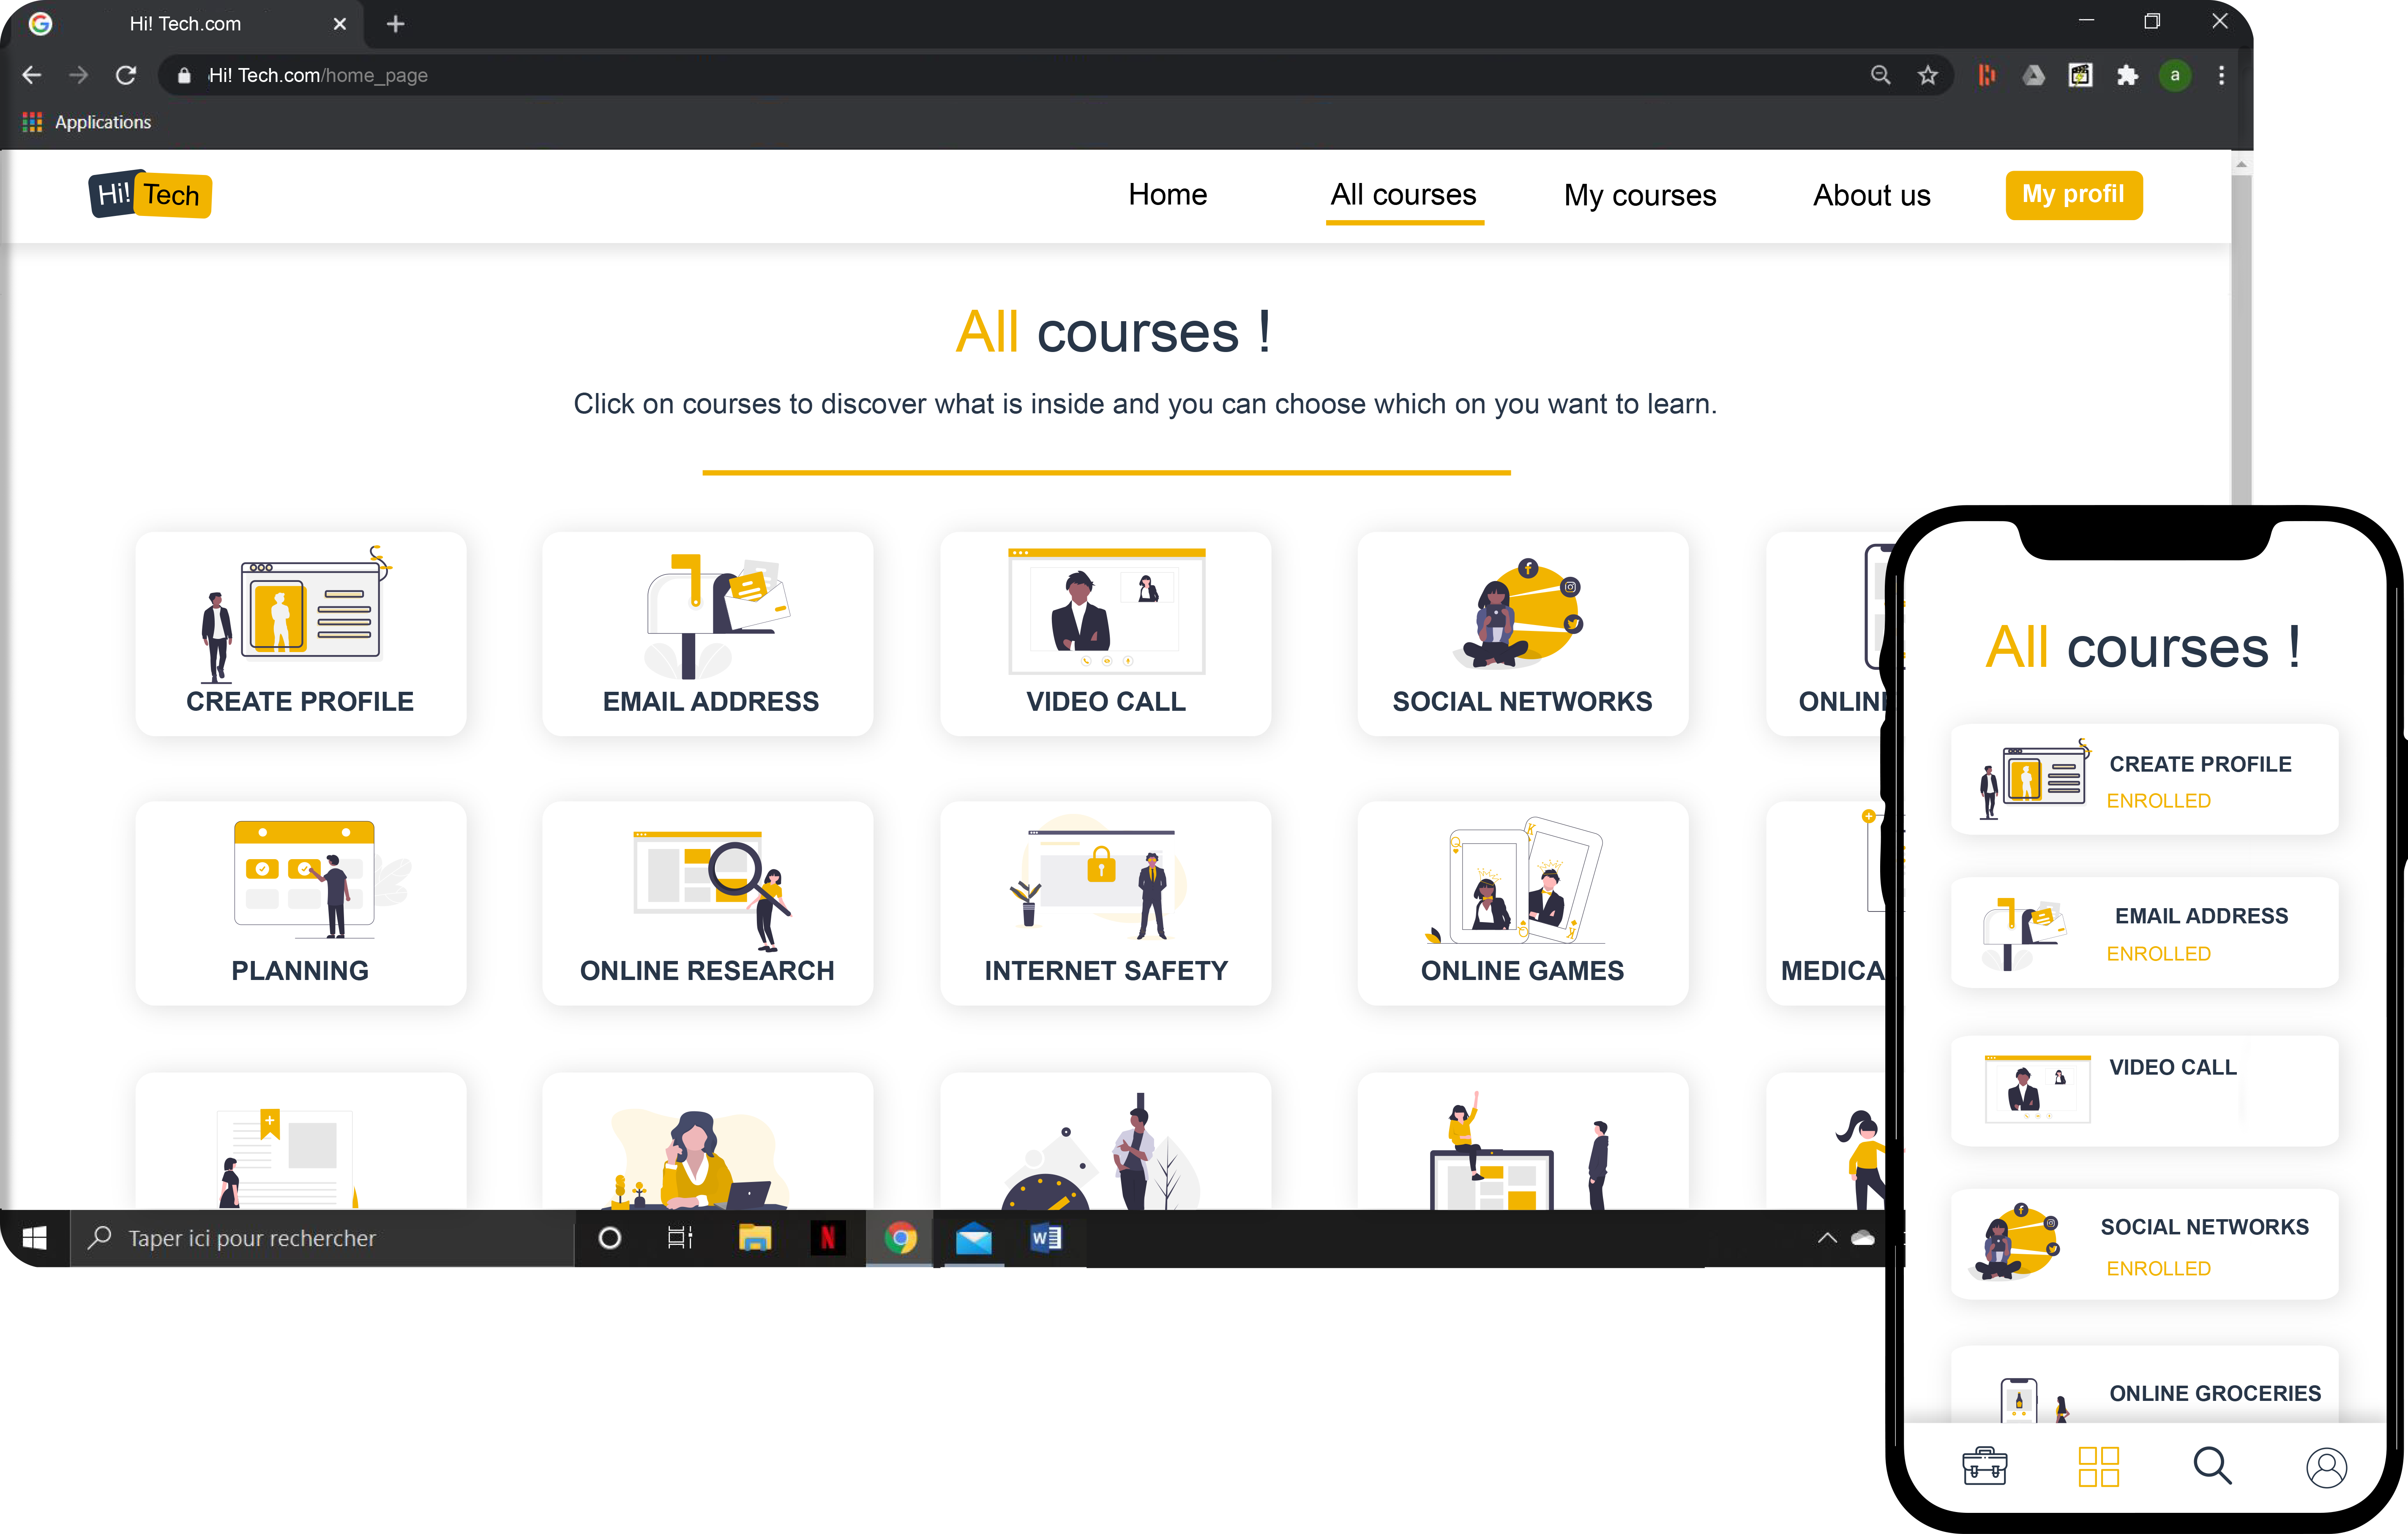 Hi! Tech.com
Hi! Tech.com/home_page
a
Applications
Hi! Tech
Home
All courses
My courses
About us
My profil
All courses !
Click on courses to discover what is inside and you can choose which on you want to learn.
CREATE PROFILE
EMAIL ADDRESS
VIDEO CALL
SOCIAL NETWORKS
PLANNING
ONLINE RESEARCH
INTERNET SAFETY
ONLINE GAMES
Taper ici pour rechercher
All courses !
CREATE PROFILE
ENROLLED
EMAIL ADDRESS
ENROLLED
VIDEO CALL
SOCIAL NETWORKS
ENROLLED
ONLINE GROCERIES